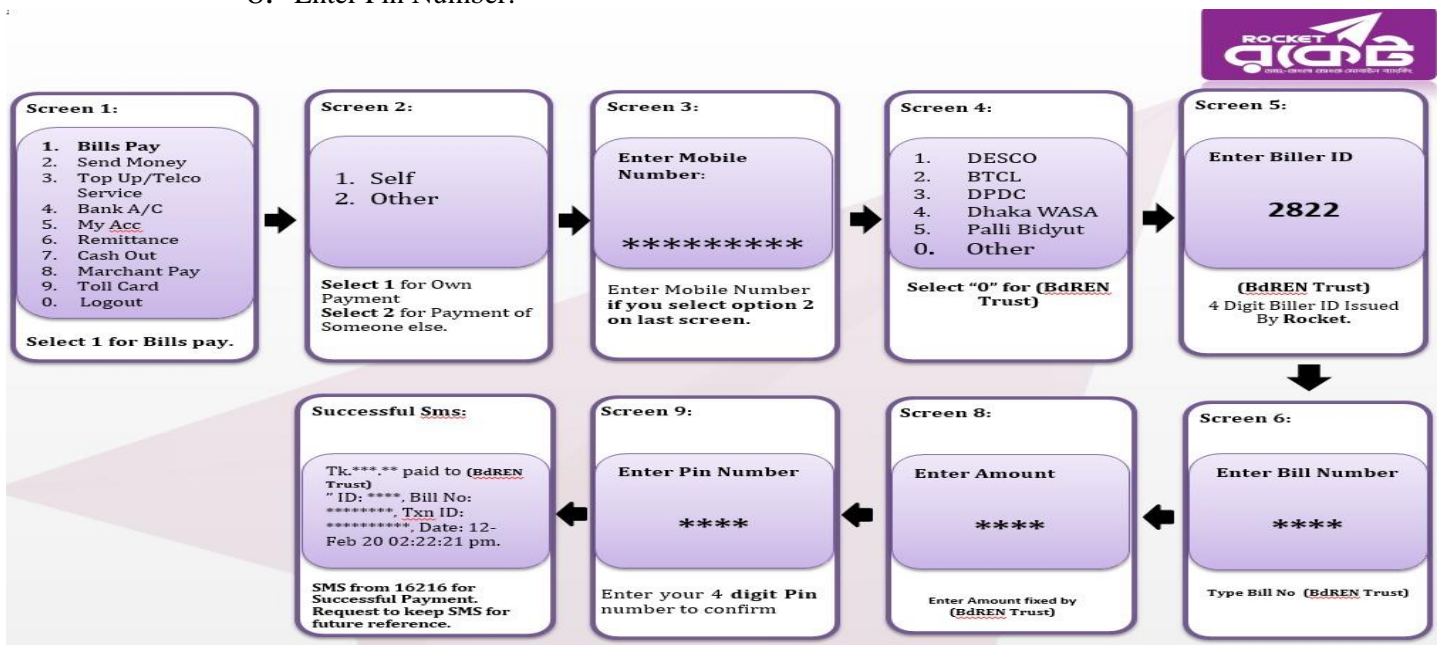 8. Enter Pin Number.
ROCKET
রকেট
Screen 1:
1. Bills Pay
2. Send Money
3. Top Up/Telco
Service
4. Bank A/C
5. My Acc
6. Remittance
7. Cash Out
8. Marchant Pay
9. Toll Card
0. Logout
Select 1 for Bills pay.
Screen 2:
1. Self
2. Other
Select 1 for Own
Payment
Select 2 for Payment of
Someone else.
Screen 3:
Enter Mobile
Number:
*********
Enter Mobile Number
if you select option 2
on last screen.
Screen 4:
1. DESCO
2. BTCL
3. DPDC
4. Dhaka WASA
5. Palli Bidyut
0. Other
Select “0” for (BdREN
Trust)
Screen 5:
Enter Biller ID
2822
(BdREN Trust)
4 Digit Biller ID Issued
By Rocket.
Screen 6:
Enter Bill Number
****
Type Bill No (BdREN Trust)
Screen 8:
Enter Amount
****
Enter Amount fixed by
(BdREN Trust)
Screen 9:
Enter Pin Number
****
Enter your 4 digit Pin
number to confirm
Successful Sms:
Tk.***.** paid to (BdREN
Trust)
" ID: ****, Bill No:
********, Txn ID:
**********, Date: 12-
Feb 20 02:22:21 pm.
SMS from 16216 for
Successful Payment.
Request to keep SMS for
future reference.